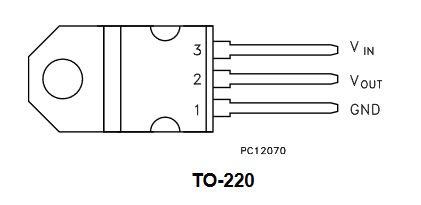 3 V IN
2 V OUT
1 GND
PC12070
TO-220